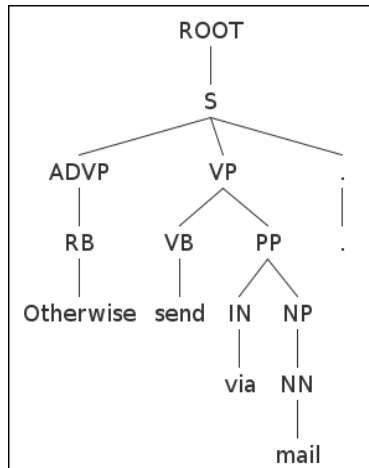 ROOT
S
ADVP VP .
RB VB PP .
Otherwise send IN NP
via NN
mail